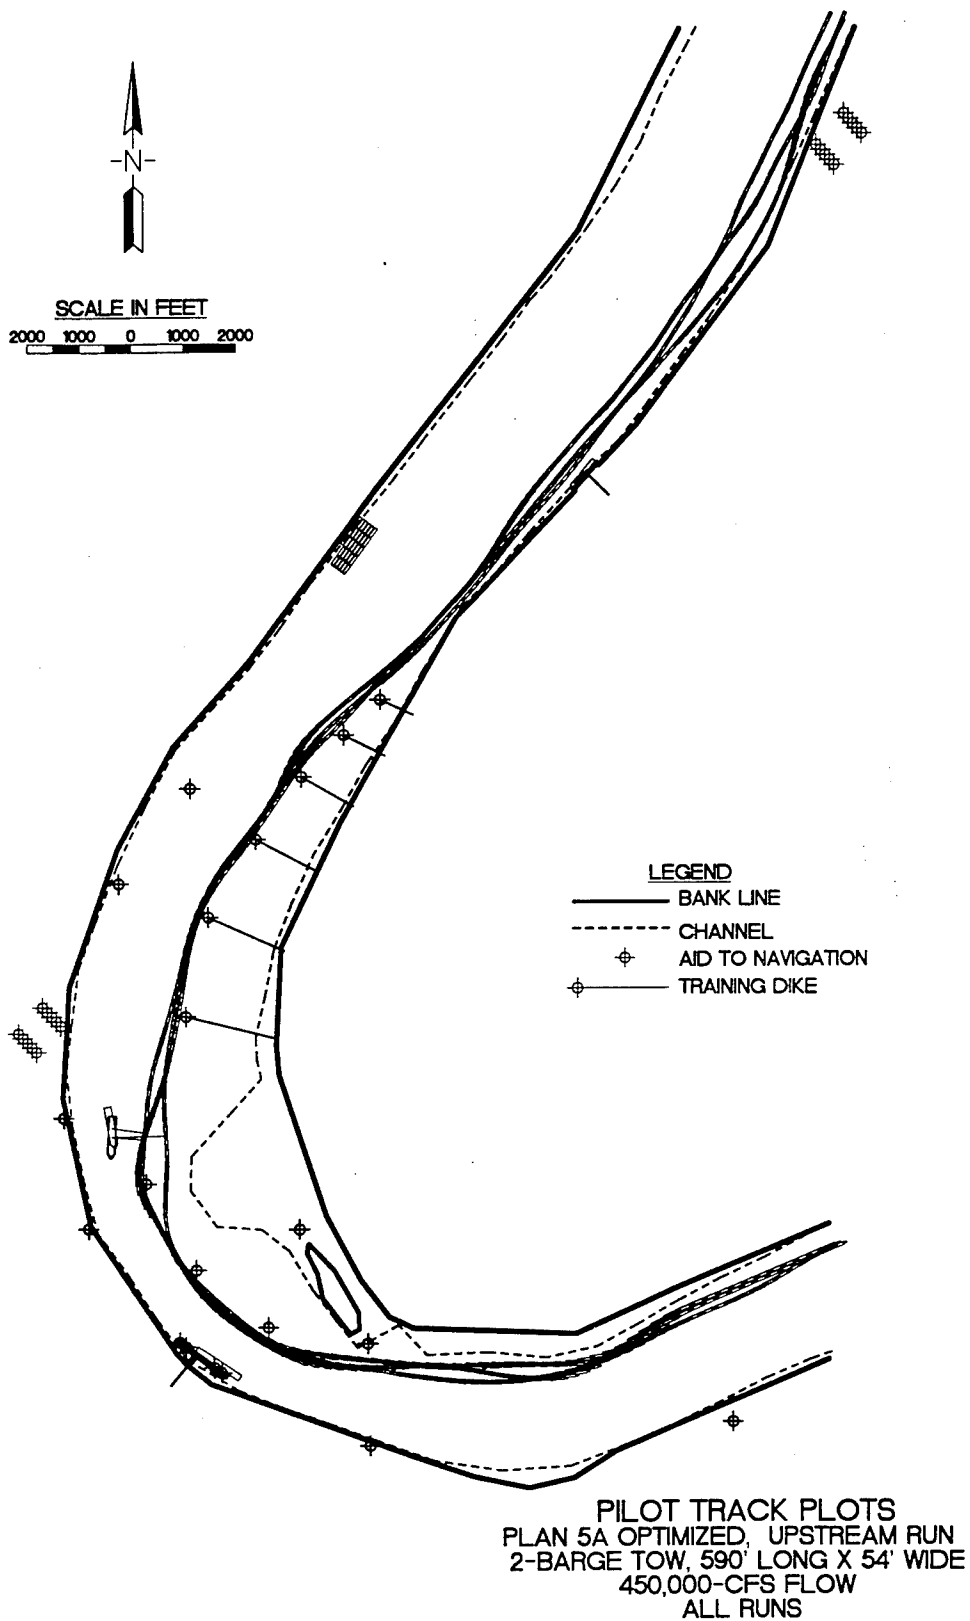 -N-
SCALE IN FEET
2000 1000 0 1000 2000
LEGEND
BANK LINE
CHANNEL
AID TO NAVIGATION
TRAINING DIKE
PILOT TRACK PLOTS
PLAN 5A OPTIMIZED, UPSTREAM RUN
2-BARGE TOW, 590' LONG X 54' WIDE
450,000-CFS FLOW
ALL RUNS